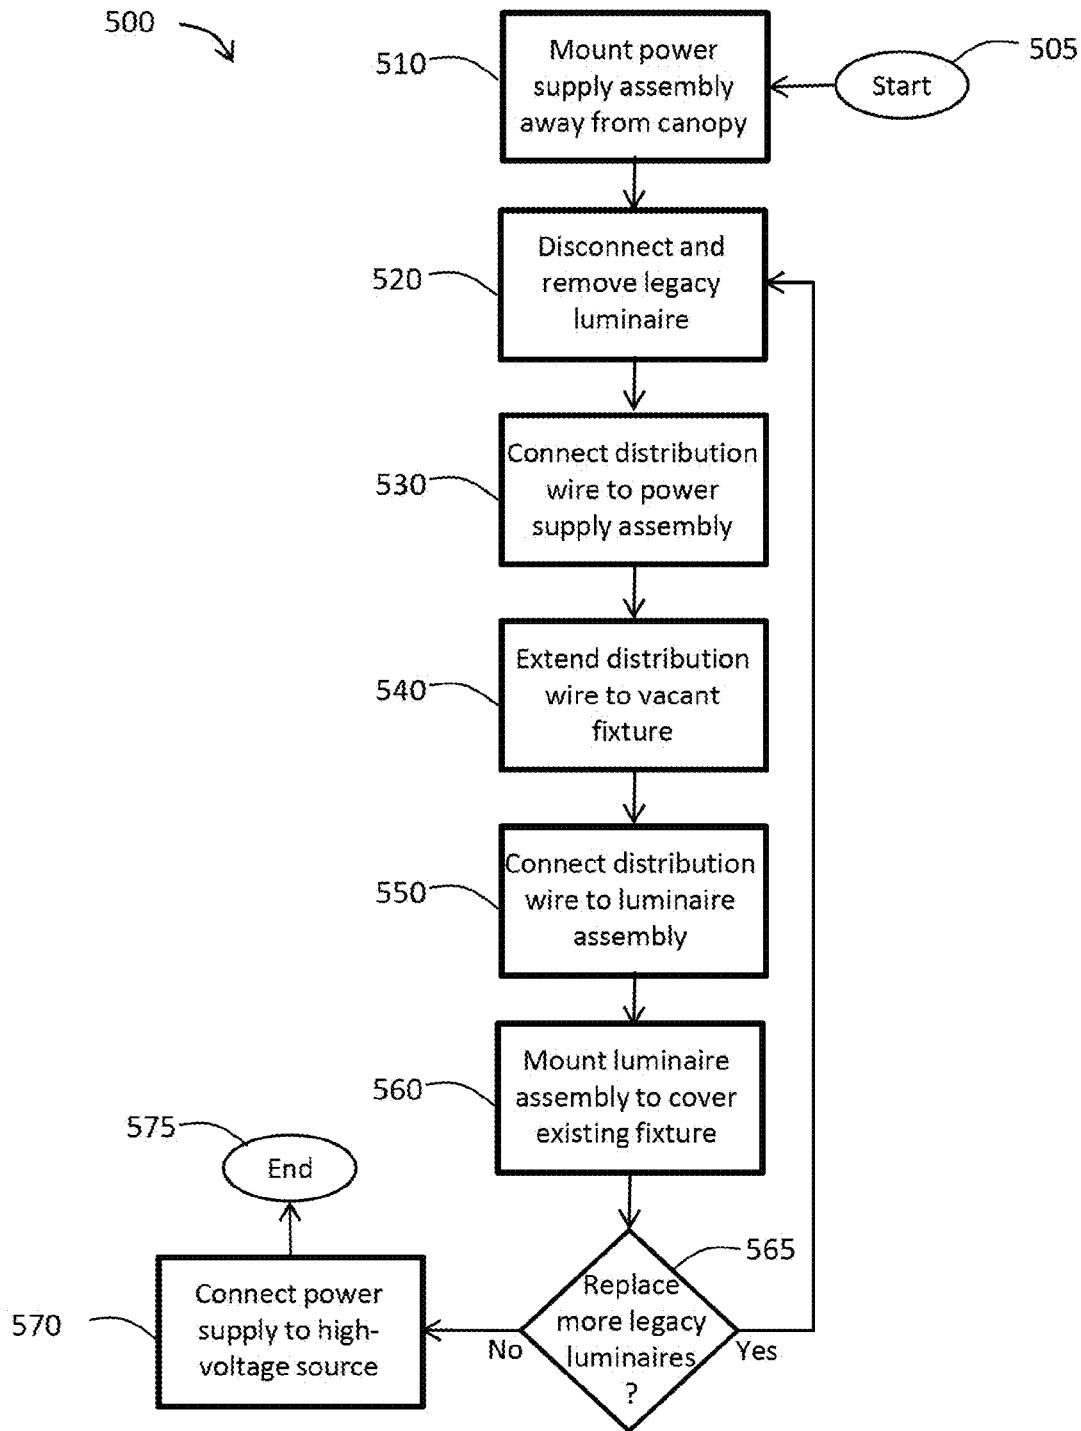 500
505
Start
510
Mount power
supply assembly
away from canopy
520
Disconnect and
remove legacy
luminaire
530
Connect distribution
wire to power
supply assembly
540
Extend distribution
wire to vacant
fixture
550
Connect distribution
wire to luminaire
assembly
560
Mount luminaire
assembly to cover
existing fixture
565
Replace
more legacy
luminaires
?
No
Yes
570
Connect power
supply to high-
voltage source
575
End